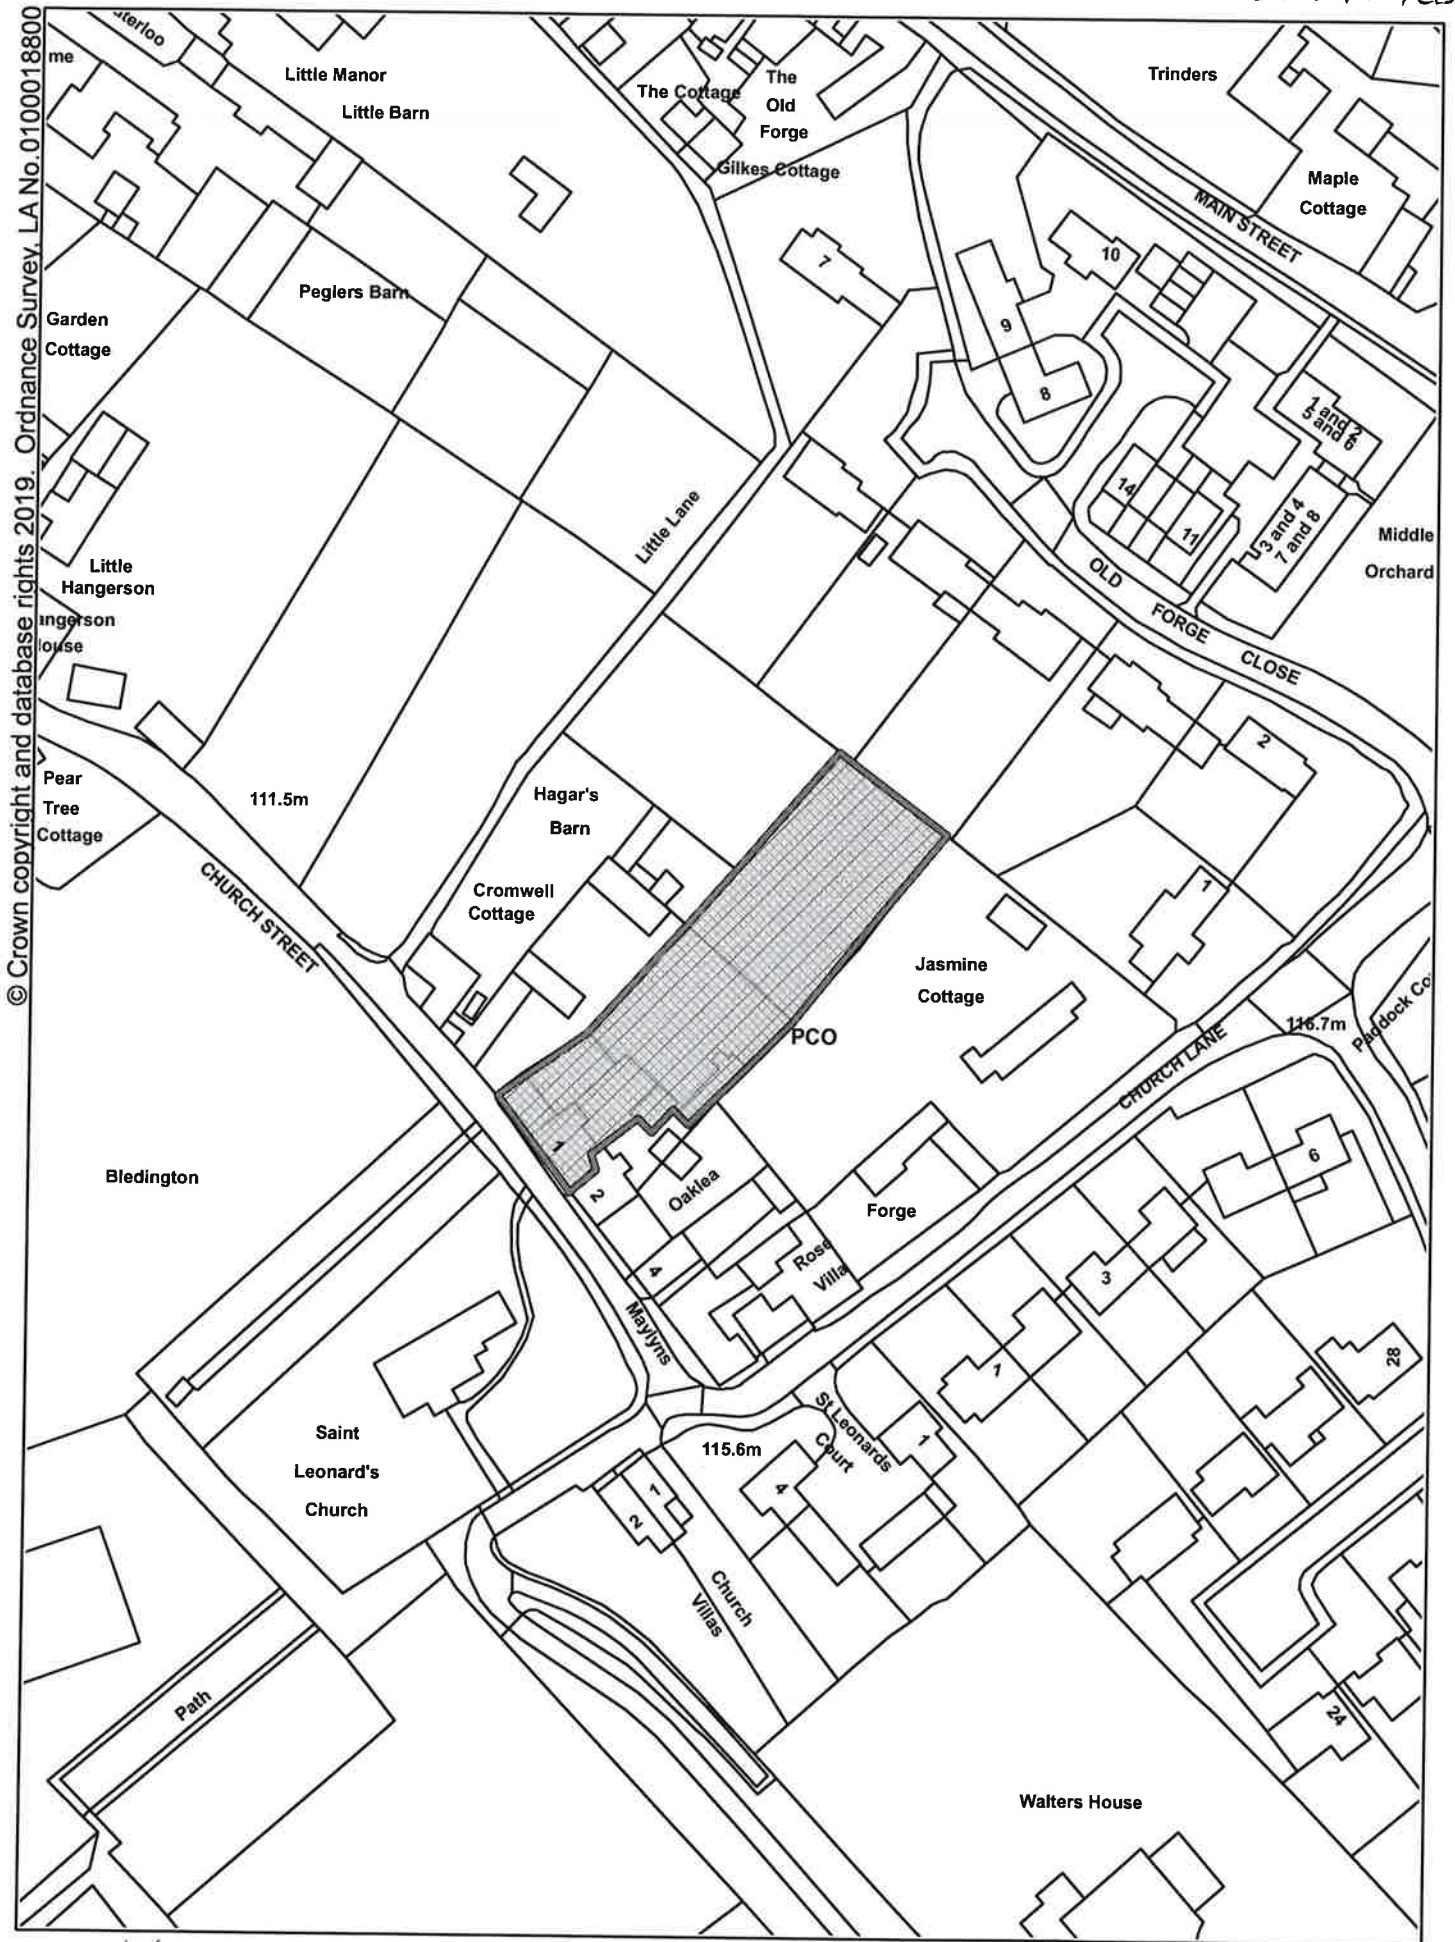 © Crown copyright and database rights 2019. Ordnance Survey, LA No.0100018800
me
Little Manor
Little Barn
The Cottage
The
Old
Forge
Gilkes Cottage
Trinders
Maple
Cottage
MAIN STREET
7
10
9
8
Peglers Barn
Garden
Cottage
1 and 2
5 and 6
14
11
3 and 4
7 and 8
Middle
Orchard
Little Lane
Little
Hangerson
OLD FORGE CLOSE
2
Pear
Tree
Cottage
111.5m
Hagar's
Barn
Cromwell
Cottage
CHURCH STREET
1
Jasmine
Cottage
PCO
116.7m
Paddock Co
CHURCH LANE
1
2
Oaklea
Bledington
Forge
6
Rose
Villa
4
3
Maylyns
1
28
St Leonards
Court
1
115.6m
4
Saint
Leonard's
Church
1
2
Church
Villas
Path
24
Walters House